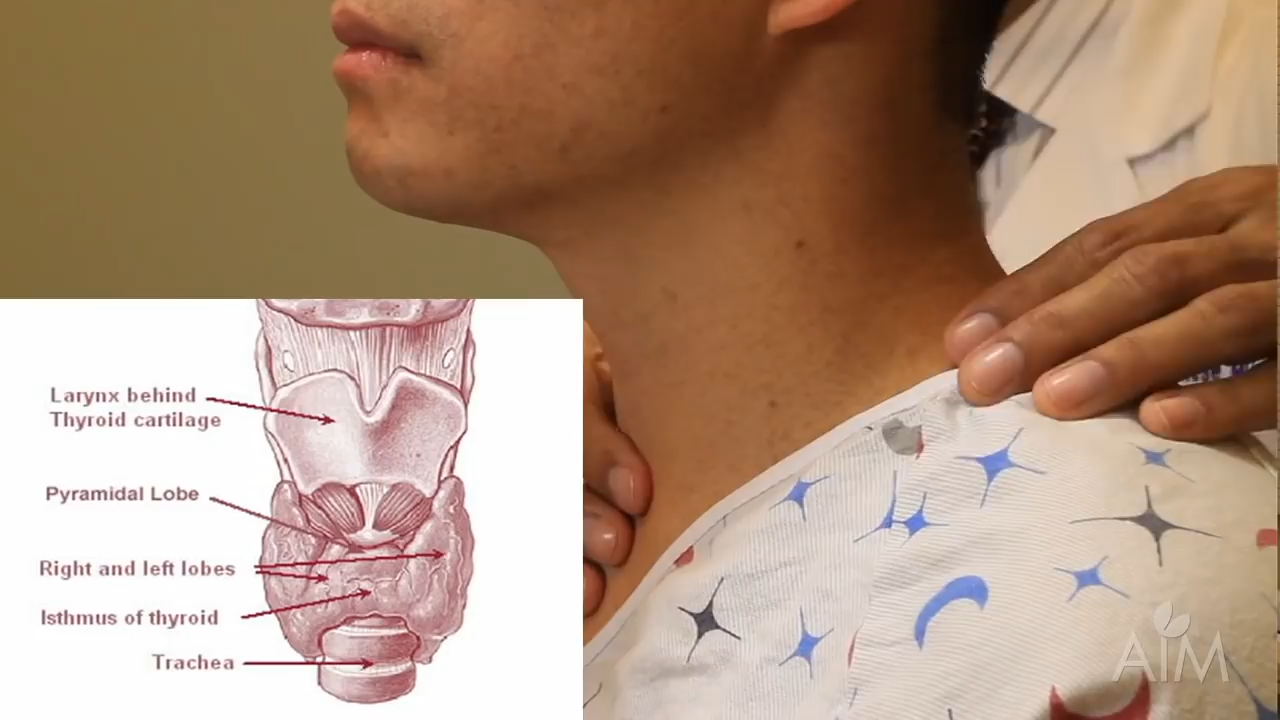 Larynx behind
Thyroid cartilage
Pyramidal Lobe
Right and left lobes
Isthmus of thyroid
Trachea
AIM